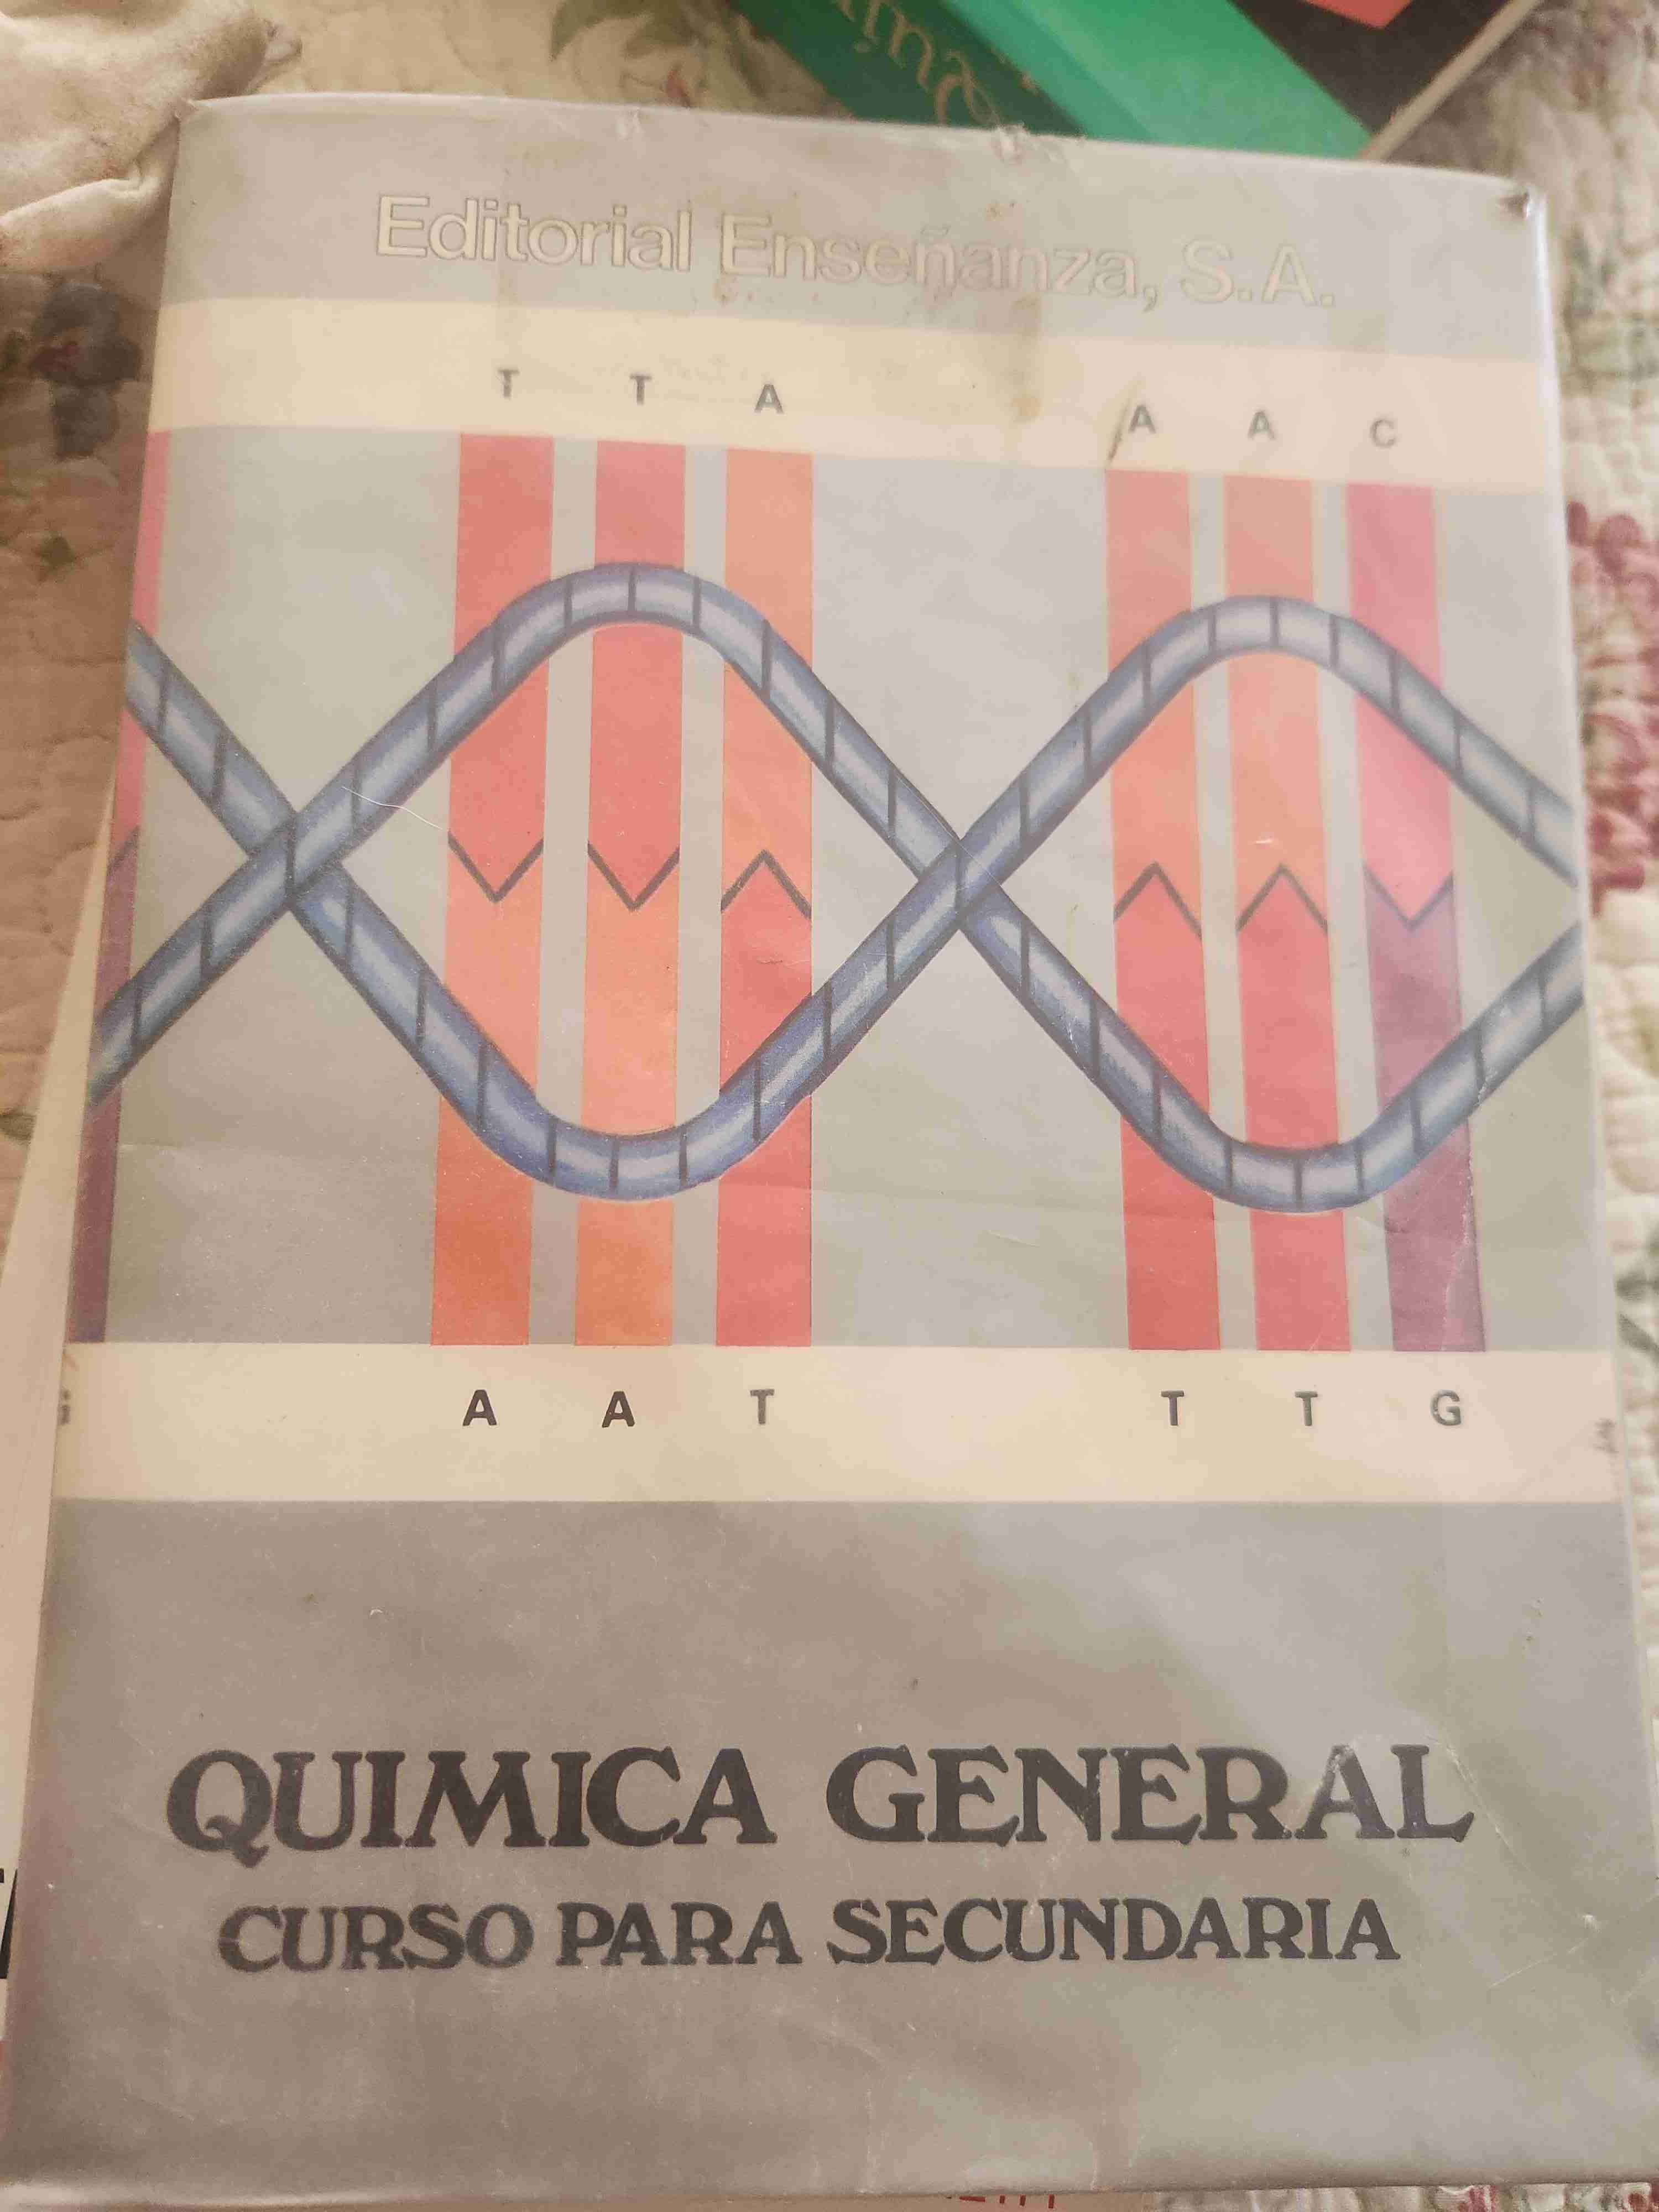 Editorial Enseñanza, S.A.
T T A A A C
A A T T T G
QUIMICA GENERAL
CURSO PARA SECUNDARIA